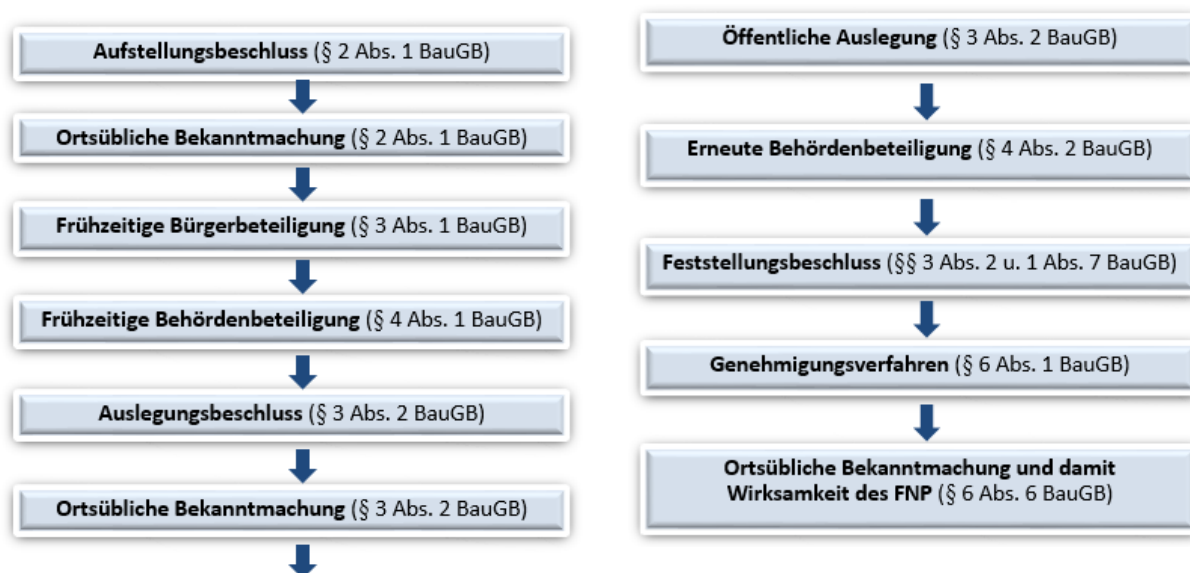 Aufstellungsbeschluss (§ 2 Abs. 1 BauGB)
Ortsübliche Bekanntmachung (§ 2 Abs. 1 BauGB)
Frühzeitige Bürgerbeteiligung (§ 3 Abs. 1 BauGB)
Frühzeitige Behördenbeteiligung (§ 4 Abs. 1 BauGB)
Auslegungsbeschluss (§ 3 Abs. 2 BauGB)
Ortsübliche Bekanntmachung (§ 3 Abs. 2 BauGB)
Öffentliche Auslegung (§ 3 Abs. 2 BauGB)
Erneute Behördenbeteiligung (§ 4 Abs. 2 BauGB)
Feststellungsbeschluss (§§ 3 Abs. 2 u. 1 Abs. 7 BauGB)
Genehmigungsverfahren (§ 6 Abs. 1 BauGB)
Ortsübliche Bekanntmachung und damit
Wirksamkeit des FNP (§ 6 Abs. 6 BauGB)